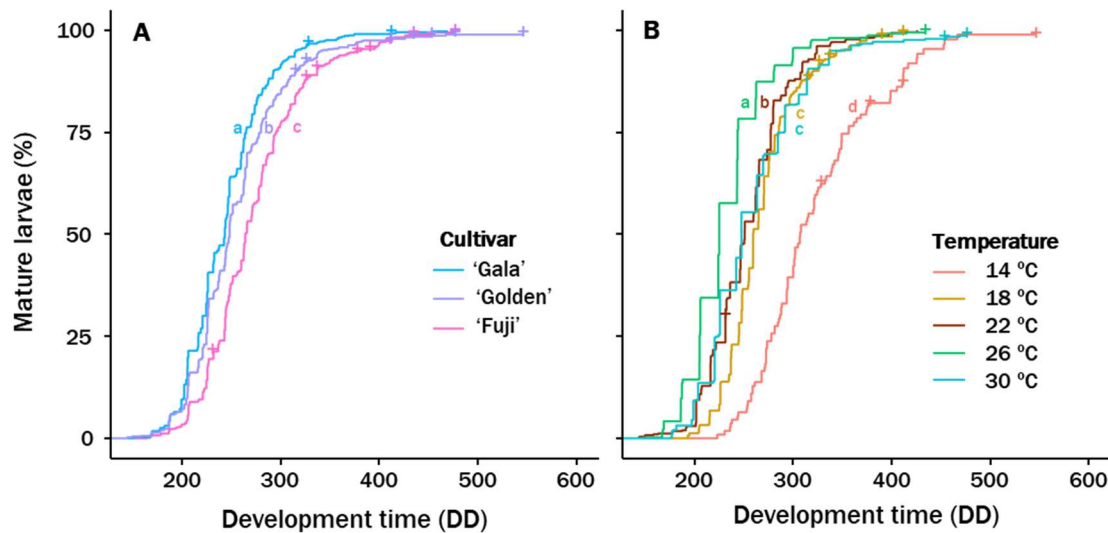 A
B
Mature larvae (%)
100
75
50
25
0
a
b
c
a
b
c
c
d
Cultivar
‘Gala’
‘Golden’
‘Fuji’
Temperature
14 ºC
18 ºC
22 ºC
26 ºC
30 ºC
200
300
400
500
600
200
300
400
500
600
Development time (DD)
Development time (DD)